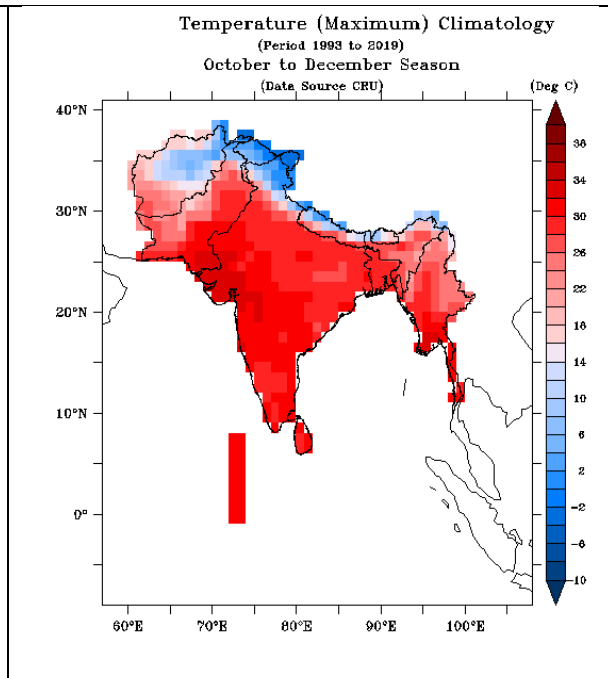 Temperature (Maximum) Climatology
(Period 1993 to 2019)
October to December Season
(Data Source CRU)
(Deg C)
40°N
30°N
20°N
10°N
0°
60°E
70°E
80°E
90°E
100°E
38
34
30
26
22
18
14
10
6
2
-2
-6
-10